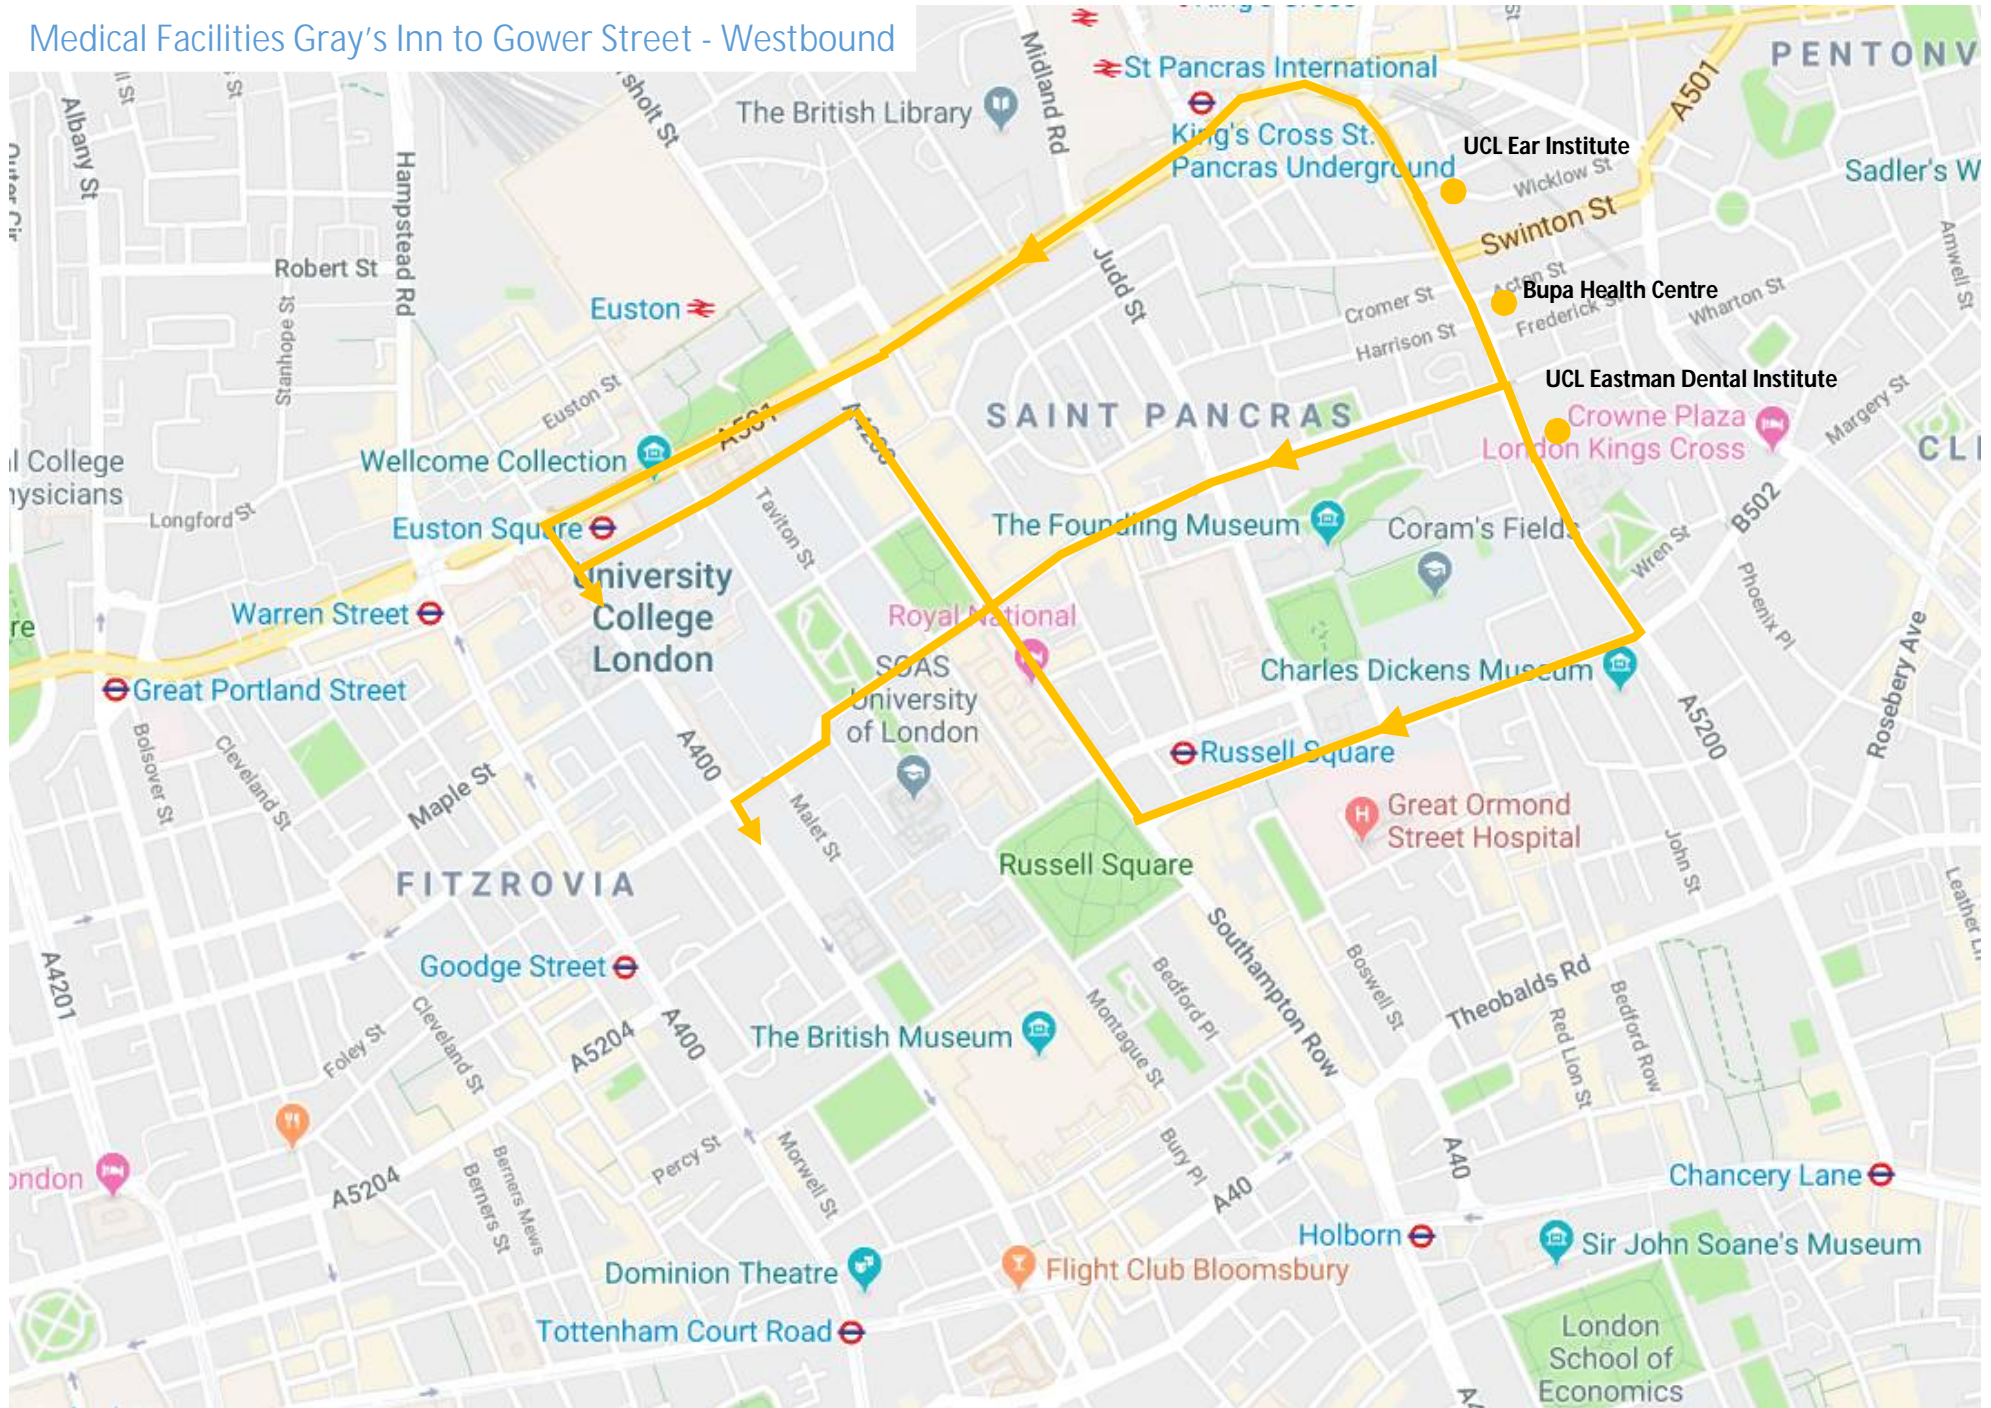 Medical Facilities Gray's Inn to Gower Street - Westbound
St Pancras International
PENTONV
A501
Midland Rd
The British Library
King's Cross St.
Pancras Underground
UCL Ear Institute
Wicklow St
Sadler's W
Swinton St
Albany St
Hampstead Rd
Robert St
Stanhope St
Euston
Judd St
Cromer St
Harrison St
Acton St
Bupa Health Centre
Frederick St
Wharton St
Amwell St
UCL Eastman Dental Institute
Crowne Plaza
London Kings Cross
Margery St
CL
SAINT PANCRAS
Euston St
A501
Wellcome Collection
l College
hysicians
Longford St
Euston Square
Taviton St
The Foundling Museum
Coram's Fields
B502
Wren St
Phoenix Pl
University
College
London
Warren Street
re
Royal National
SOAS
University
of London
Charles Dickens Museum
Rosebery Ave
A5200
Great Portland Street
Bolsover St
Cleveland St
Maple St
A400
Malet St
Russell Square
Great Ormond
Street Hospital
Russell Square
John St
FITZROVIA
Leather L
Southampton Row
Boswell St
Theobalds Rd
Bedford Pl
Montague St
Red Lion St
Bedford Row
A4201
Goodge Street
Foley St
Cleveland St
A5204
A400
The British Museum
Percy St
Morwell St
Bury Pl
A40
A40
Chancery Lane
ondon
A5204
Berners St
Berners Mews
Holborn
Sir John Soane's Museum
Dominion Theatre
Flight Club Bloomsbury
Tottenham Court Road
London
School of
Economics